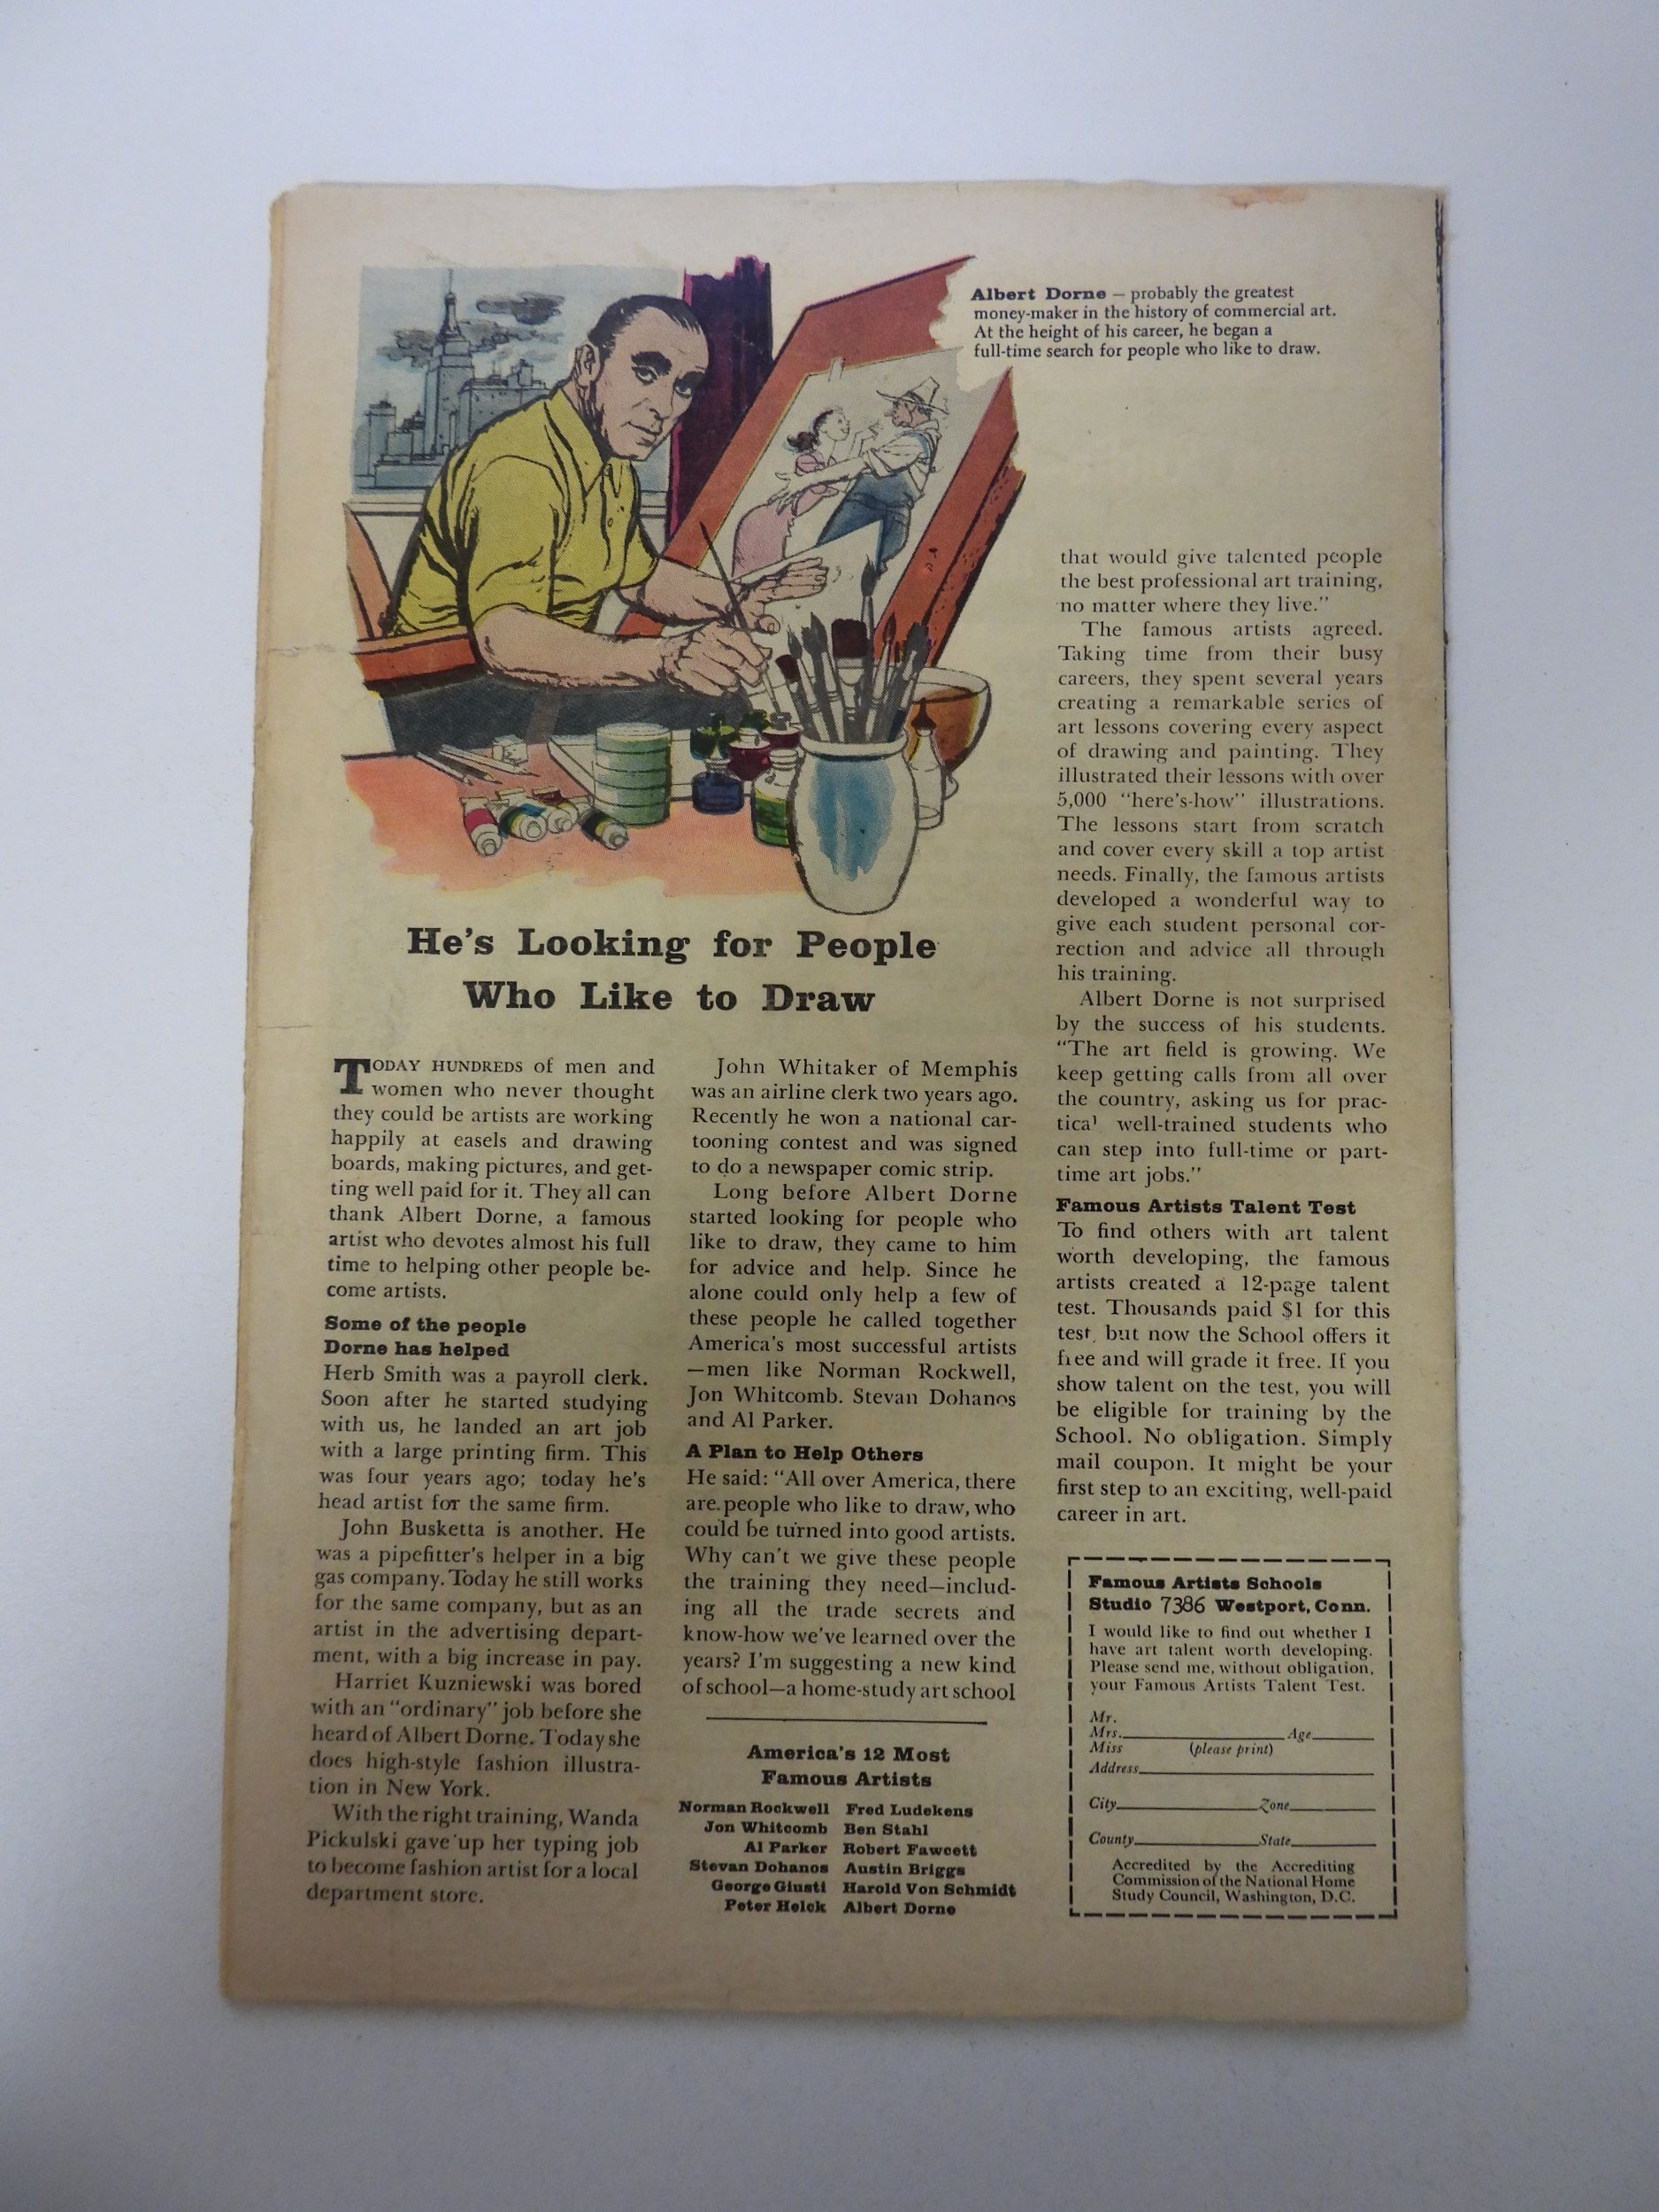 Albert Dorne — probably the greatest
money-maker in the history of commercial art.
At the height of his career, he began a
full-time search for people who like to draw.
He's Looking for People
Who Like to Draw
TODAY HUNDREDS of men and
women who never thought
they could be artists are working
happily at easels and drawing
boards, making pictures, and get-
ting well paid for it. They all can
thank Albert Dorne, a famous
artist who devotes almost his full
time to helping other people be-
come artists.
Some of the people
Dorne has helped
Herb Smith was a payroll clerk.
Soon after he started studying
with us, he landed an art job
with a large printing firm. This
was four years ago; today he's
head artist for the same firm.
John Busketta is another. He
was a pipefitter's helper in a big
gas company. Today he still works
for the same company, but as an
artist in the advertising depart-
ment, with a big increase in pay.
Harriet Kuzniewski was bored
with an "ordinary" job before she
heard of Albert Dorne. Today she
does high-style fashion illustra-
tion in New York.
With the right training, Wanda
Pickulski gave up her typing job
to become fashion artist for a local
department store.
John Whitaker of Memphis
was an airline clerk two years ago.
Recently he won a national car-
tooning contest and was signed
to do a newspaper comic strip.
Long before Albert Dorne
started looking for people who
like to draw, they came to him
for advice and help. Since he
alone could only help a few of
these people he called together
America's most successful artists
—men like Norman Rockwell,
Jon Whitcomb. Stevan Dohanos
and Al Parker.
A Plan to Help Others
He said: "All over America, there
are people who like to draw, who
could be turned into good artists.
Why can't we give these people
the training they need—includ-
ing all the trade secrets and
know-how we've learned over the
years? I'm suggesting a new kind
of school—a home-study art school
America's 12 Most
Famous Artists
Norman Rockwell Fred Ludekens
Jon Whitcomb Ben Stahl
Al Parker Robert Fawcett
Stevan Dohanos Austin Briggs
George Giusti Harold Von Schmidt
Peter Helck Albert Dorne
that would give talented people
the best professional art training,
no matter where they live."
The famous artists agreed.
Taking time from their busy
careers, they spent several years
creating a remarkable series of
art lessons covering every aspect
of drawing and painting. They
illustrated their lessons with over
5,000 "here's-how" illustrations.
The lessons start from scratch
and cover every skill a top artist
needs. Finally, the famous artists
developed a wonderful way to
give each student personal cor-
rection and advice all through
his training.
Albert Dorne is not surprised
by the success of his students.
"The art field is growing. We
keep getting calls from all over
the country, asking us for prac-
tical well-trained students who
can step into full-time or part-
time art jobs."
Famous Artists Talent Test
To find others with art talent
worth developing, the famous
artists created a 12-page talent
test. Thousands paid $1 for this
test, but now the School offers it
free and will grade it free. If you
show talent on the test, you will
be eligible for training by the
School. No obligation. Simply
mail coupon. It might be your
first step to an exciting, well-paid
career in art.
Famous Artists Schools
Studio 7386 Westport, Conn.
I would like to find out whether I
have art talent worth developing.
Please send me, without obligation,
your Famous Artists Talent Test.
Mr.
Mrs. Age
Miss (please print)
Address
City Zone
County State
Accredited by the Accrediting
Commission of the National Home
Study Council, Washington, D.C.